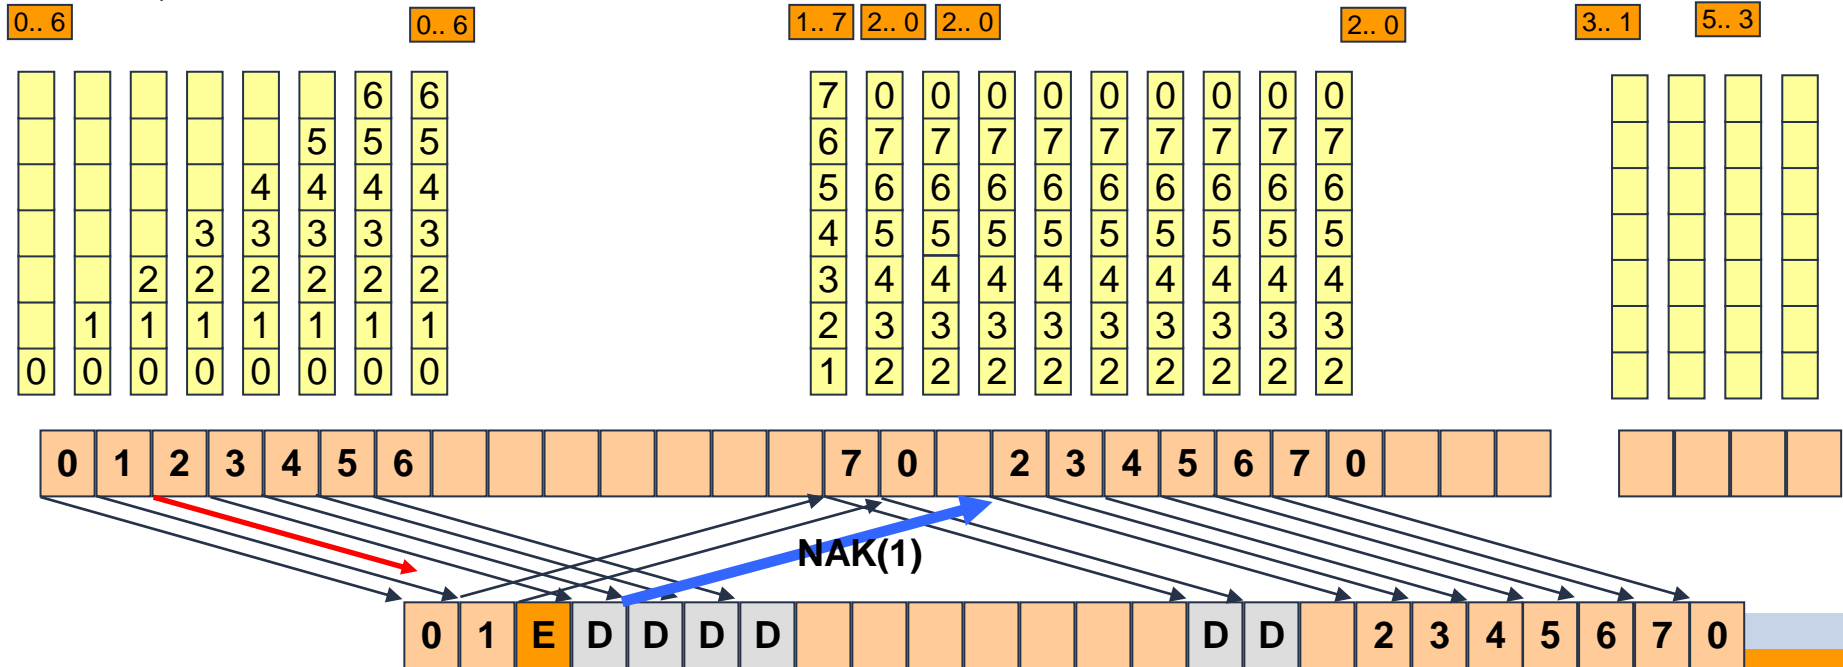 0.. 6 0.. 6 1.. 7 2.. 0 2.. 0 2.. 0 3.. 1 5.. 3
6 6 7 0 0 0 0 0 0 0 0 0
5 5 5 6 7 7 7 7 7 7 7 7 7
4 4 4 4 5 6 6 6 6 6 6 6 6 6
3 3 3 3 3 4 5 5 5 5 5 5 5 5 5
2 2 2 2 2 2 3 4 4 4 4 4 4 4 4 4
1 1 1 1 1 1 1 2 3 3 3 3 3 3 3 3 3
0 0 0 0 0 0 0 0 1 2 2 2 2 2 2 2 2 2
0 1 2 3 4 5 6 7 0 2 3 4 5 6 7 0
NAK(1)
0 1 E D D D D D D 2 3 4 5 6 7 0